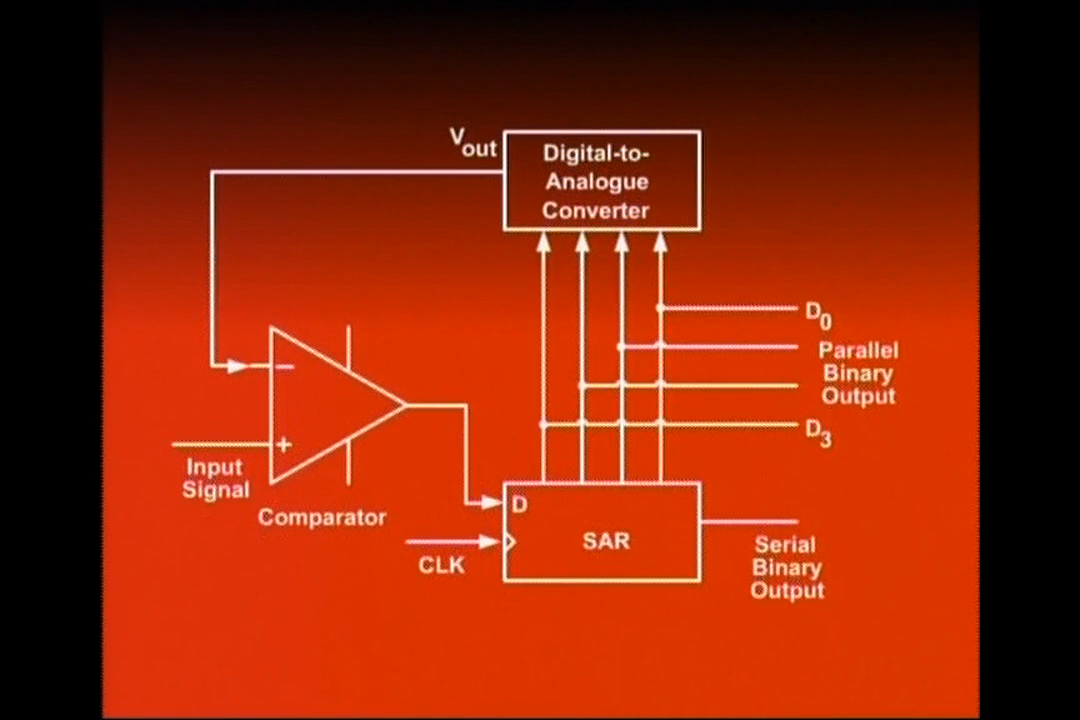 Vout
Digital-to-
Analogue
Converter
D0
Parallel
Binary
Output
D3
−
+
Input
Signal
Comparator
D
SAR
CLK
Serial
Binary
Output